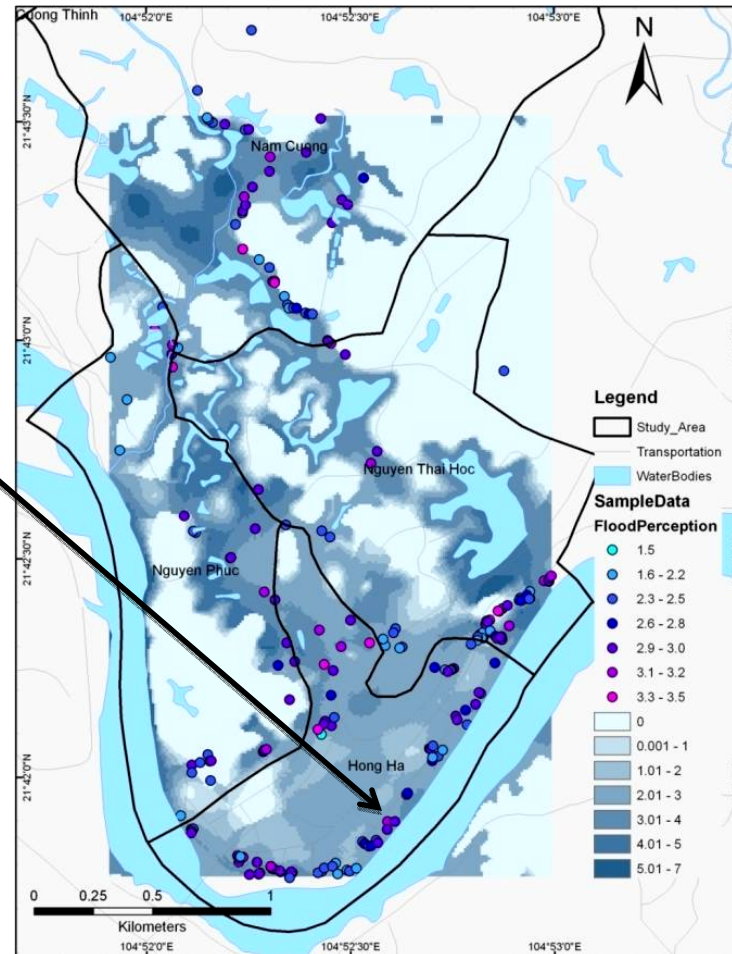 Cuong Thinh
104°52'0"E
104°52'30"E
104°53'0"E
N
21°43'30"N
Nam Cuong
21°43'0"N
Legend
Study_Area
Transportation
WaterBodies
Nguyen Thai Hoc
SampleData
FloodPerception
1.5
1.6 - 2.2
2.3 - 2.5
2.6 - 2.8
2.9 - 3.0
3.1 - 3.2
3.3 - 3.5
0
0.001 - 1
1.01 - 2
2.01 - 3
3.01 - 4
4.01 - 5
5.01 - 7
21°42'30"N
Nguyen Phuc
21°42'0"N
Hong Ha
0 0.25 0.5 1
Kilometers
104°52'0"E
104°52'30"E
104°53'0"E